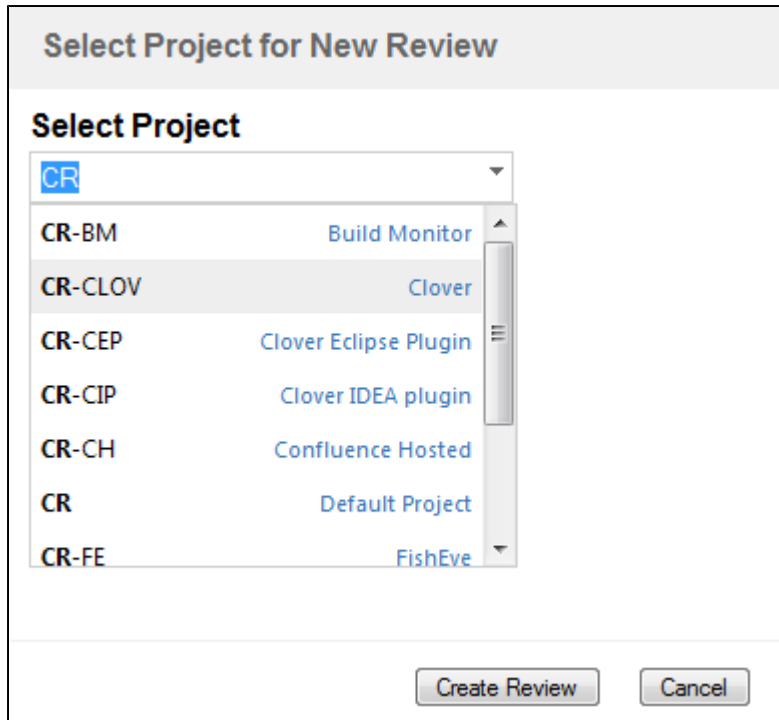 Select Project for New Review
Select Project
CR
CR-BM Build Monitor
CR-CLOV Clover
CR-CEP Clover Eclipse Plugin
CR-CIP Clover IDEA plugin
CR-CH Confluence Hosted
CR Default Project
CR-FE FishEye
Create Review Cancel